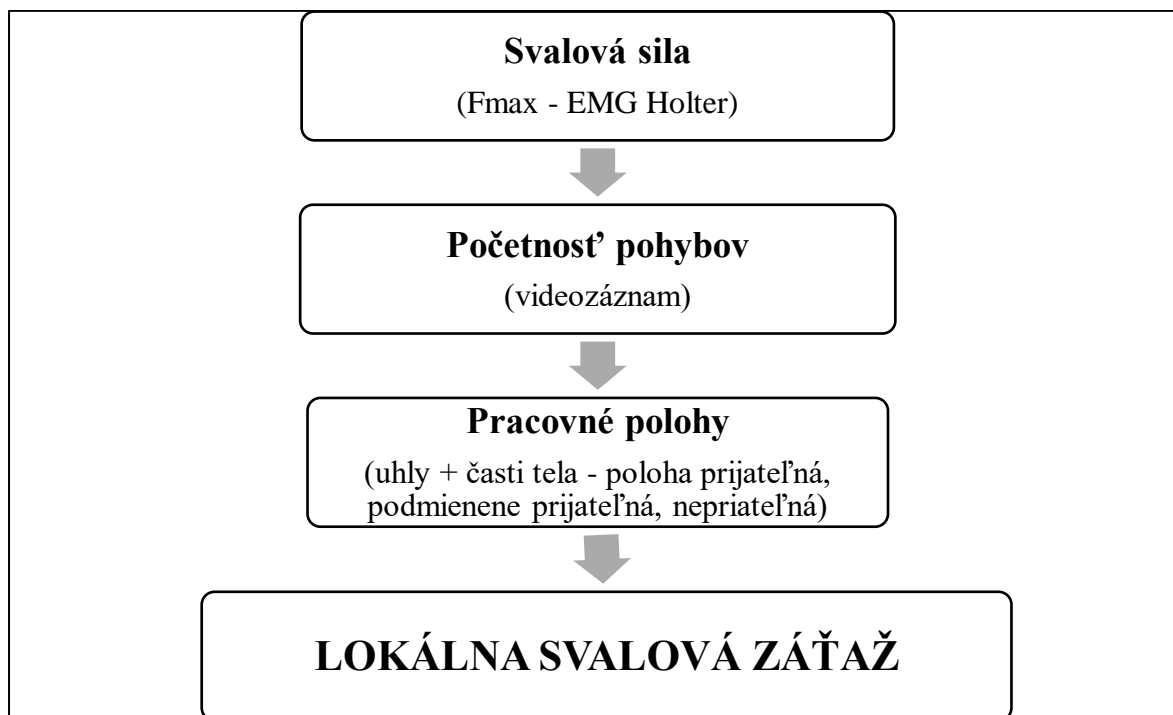 Svalová sila
(Fmax - EMG Holter)
Početnosť pohybov
(videozáznam)
Pracovné polohy
(uhly + časti tela - poloha prijateľná,
podmienene prijateľná, nepriateľná)
LOKÁLNA SVALOVÁ ZÁŤAŽ